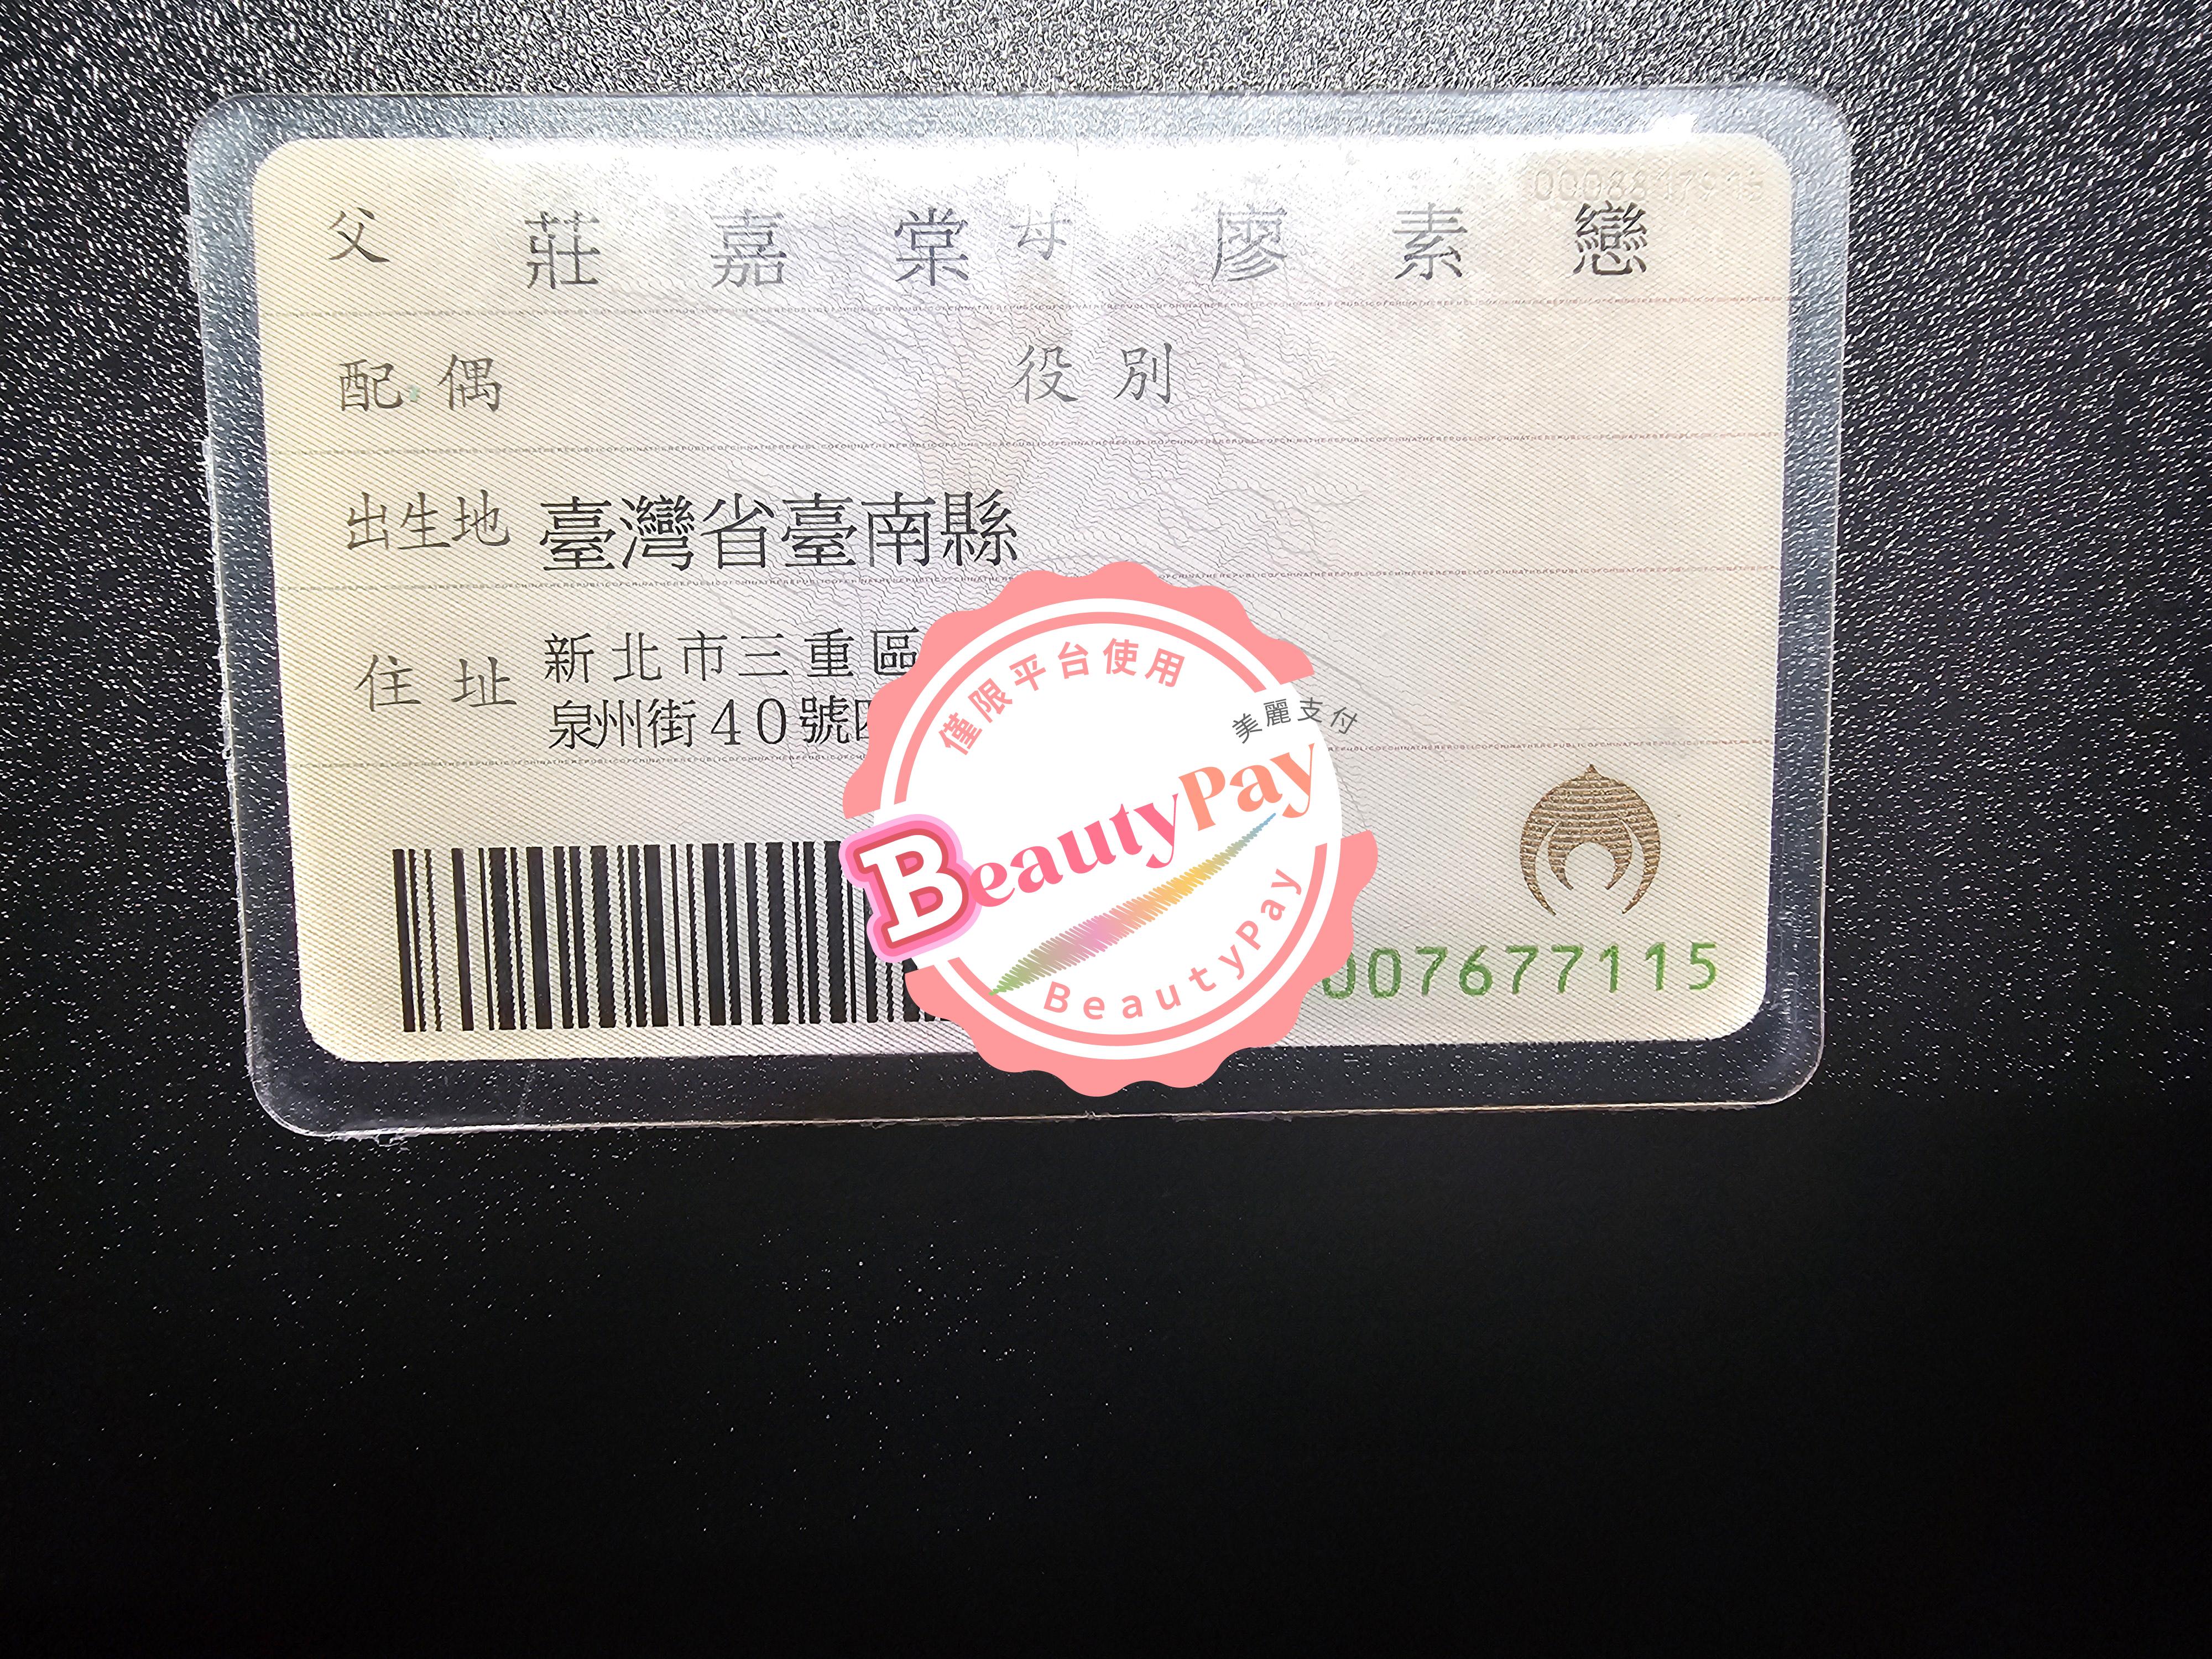 父 莊嘉棠 母 廖素戀
配偶 役別
出生地 臺灣省臺南縣
住址 新北市三重區
泉州街40號
僅限平台使用
美麗支付
BeautyPay
BeautyPay
007677115